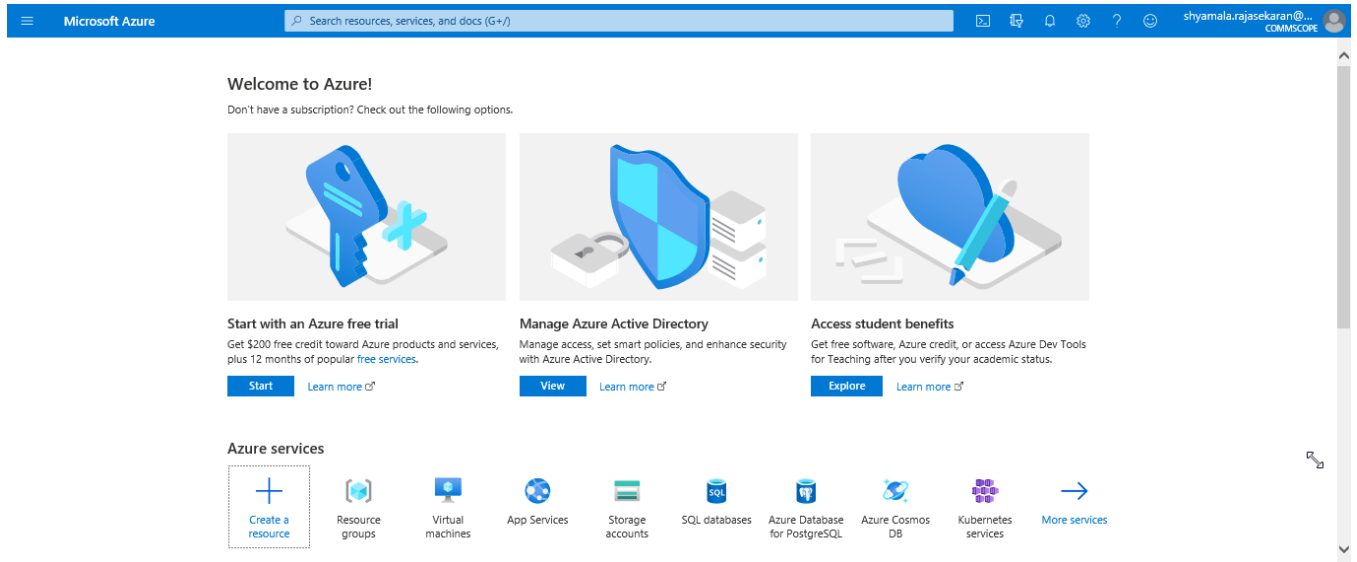 Microsoft Azure
Search resources, services, and docs (G+/)
shyamala.rajasekaran@...
COMMSCOPE
Welcome to Azure!
Don't have a subscription? Check out the following options.
Start with an Azure free trial
Get $200 free credit toward Azure products and services,
plus 12 months of popular free services.
Start
Learn more
Manage Azure Active Directory
Manage access, set smart policies, and enhance security
with Azure Active Directory.
View
Learn more
Access student benefits
Get free software, Azure credit, or access Azure Dev Tools
for Teaching after you verify your academic status.
Explore
Learn more
Azure services
Create a
resource
Resource
groups
Virtual
machines
App Services
Storage
accounts
SQL
SQL databases
Azure Database
for PostgreSQL
Azure Cosmos
DB
Kubernetes
services
More services